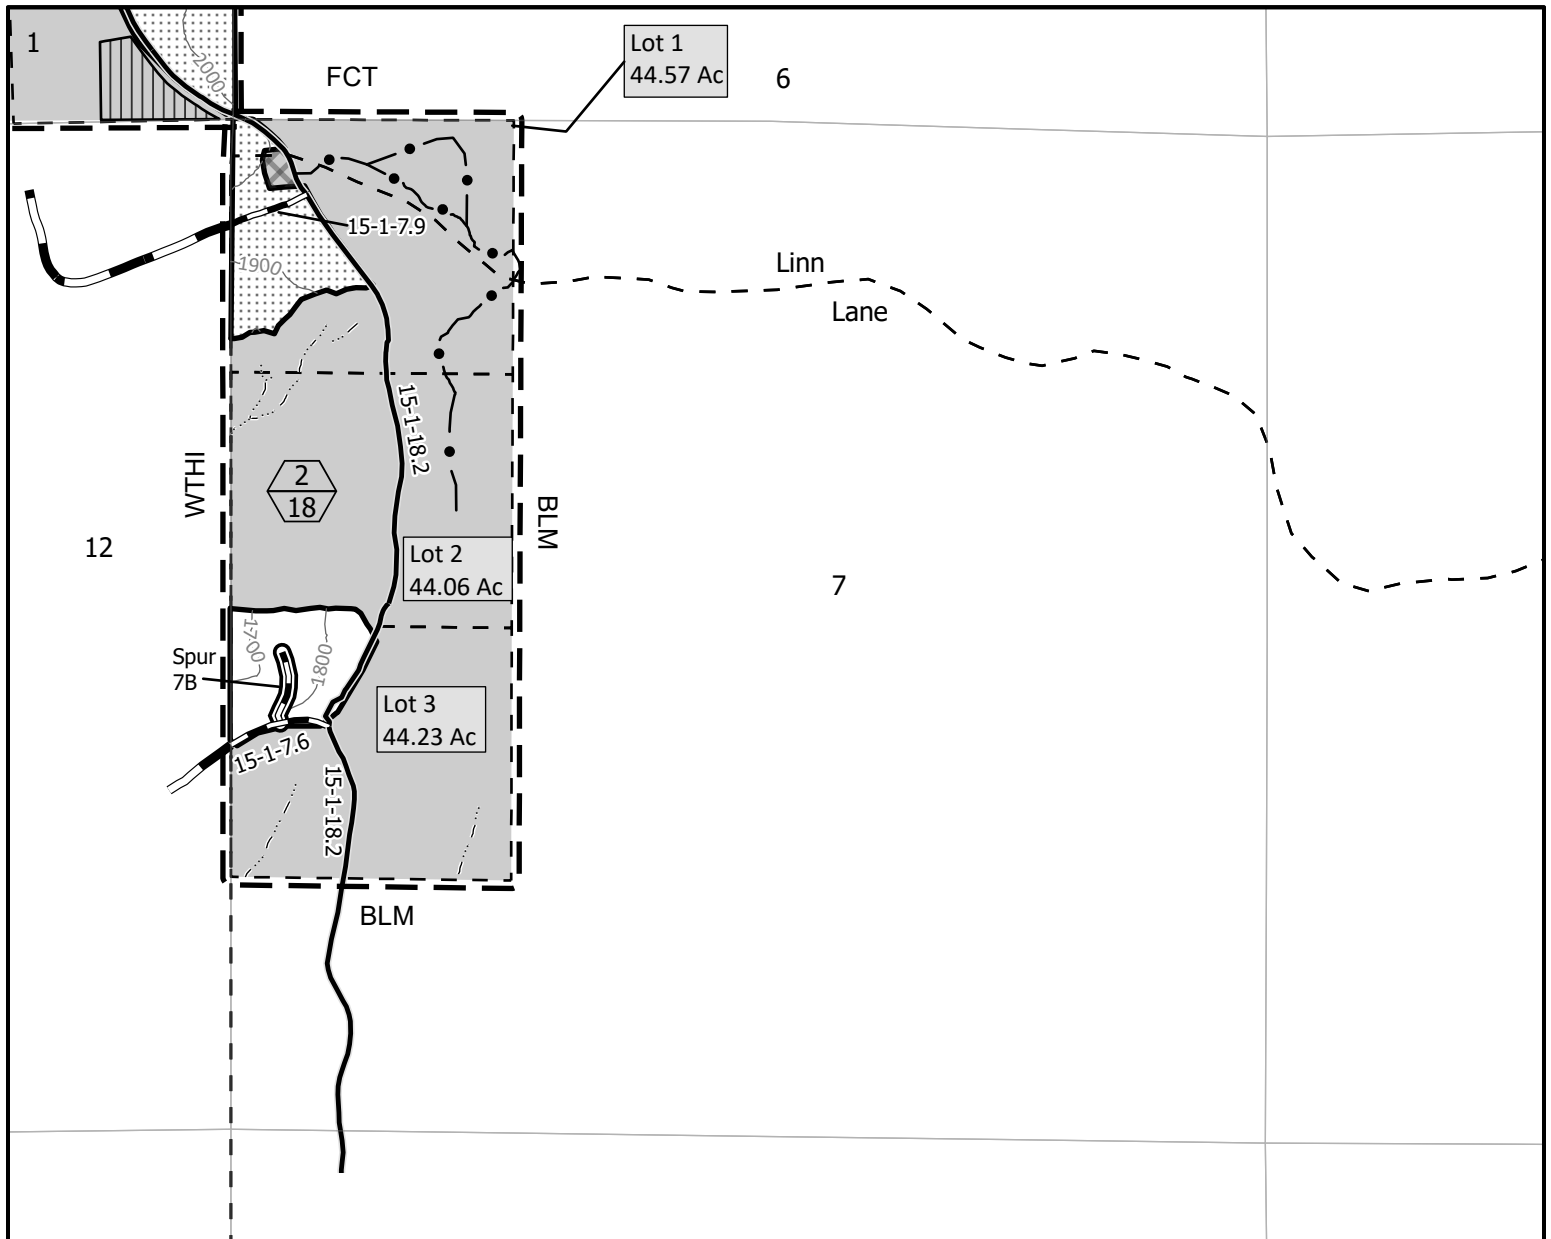 1
2000
FCT
Lot 1
44.57 Ac
6
15-1-7.9
1900
Linn
Lane
15-1-18.2
WTHI
2
18
BLM
12
Lot 2
44.06 Ac
7
1700
1800
Spur
7B
Lot 3
44.23 Ac
15-1-7.6
15-1-18.2
BLM